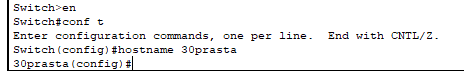 Switch>en
Switch#conf t
Enter configuration commands, one per line.  End with CNTL/Z.
Switch(config)#hostname 30prasta
30prasta(config)#